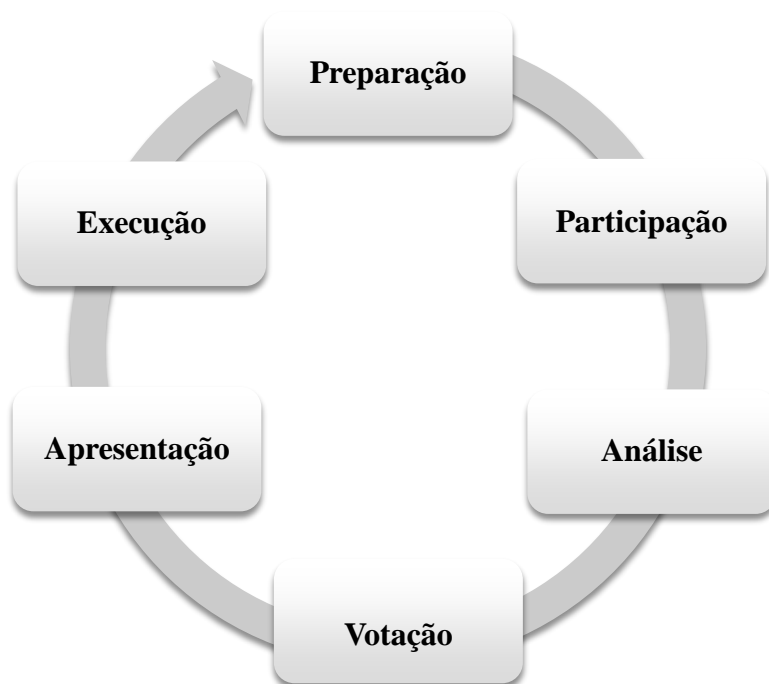 Preparação
Participação
Análise
Votação
Apresentação
Execução